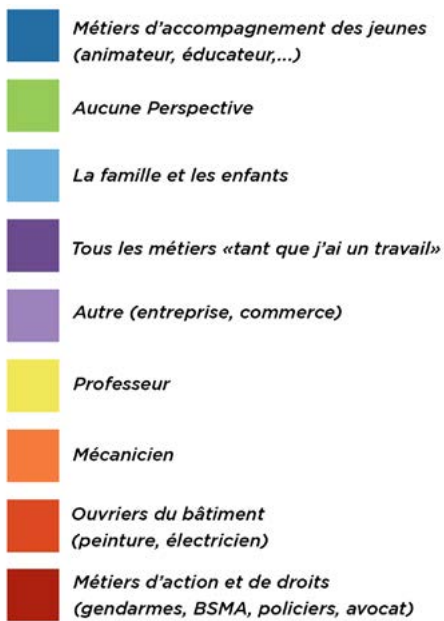 Métiers d'accompagnement des jeunes
(animateur, éducateur,...)
Aucune Perspective
La famille et les enfants
Tous les métiers «tant que j'ai un travail»
Autre (entreprise, commerce)
Professeur
Mécanicien
Ouvriers du bâtiment
(peinture, électricien)
Métiers d'action et de droits
(gendarmes, BSMA, policiers, avocat)